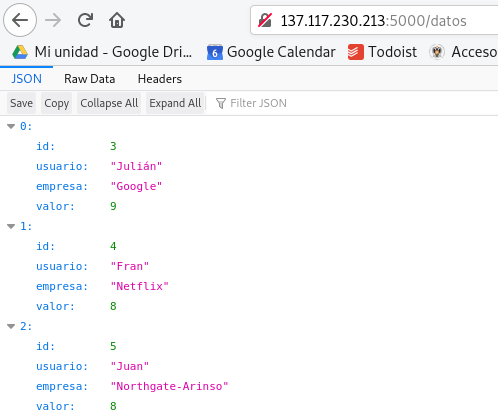 137.117.230.213:5000/datos
Mi unidad - Google Dri... 6 Google Calendar Todoist Acceso
JSON Raw Data Headers
Save Copy Collapse All Expand All Filter JSON
0:
id: 3
usuario: "Julián"
empresa: "Google"
valor: 9
1:
id: 4
usuario: "Fran"
empresa: "Netflix"
valor: 8
2:
id: 5
usuario: "Juan"
empresa: "Northgate-Arinso"
valor: 8